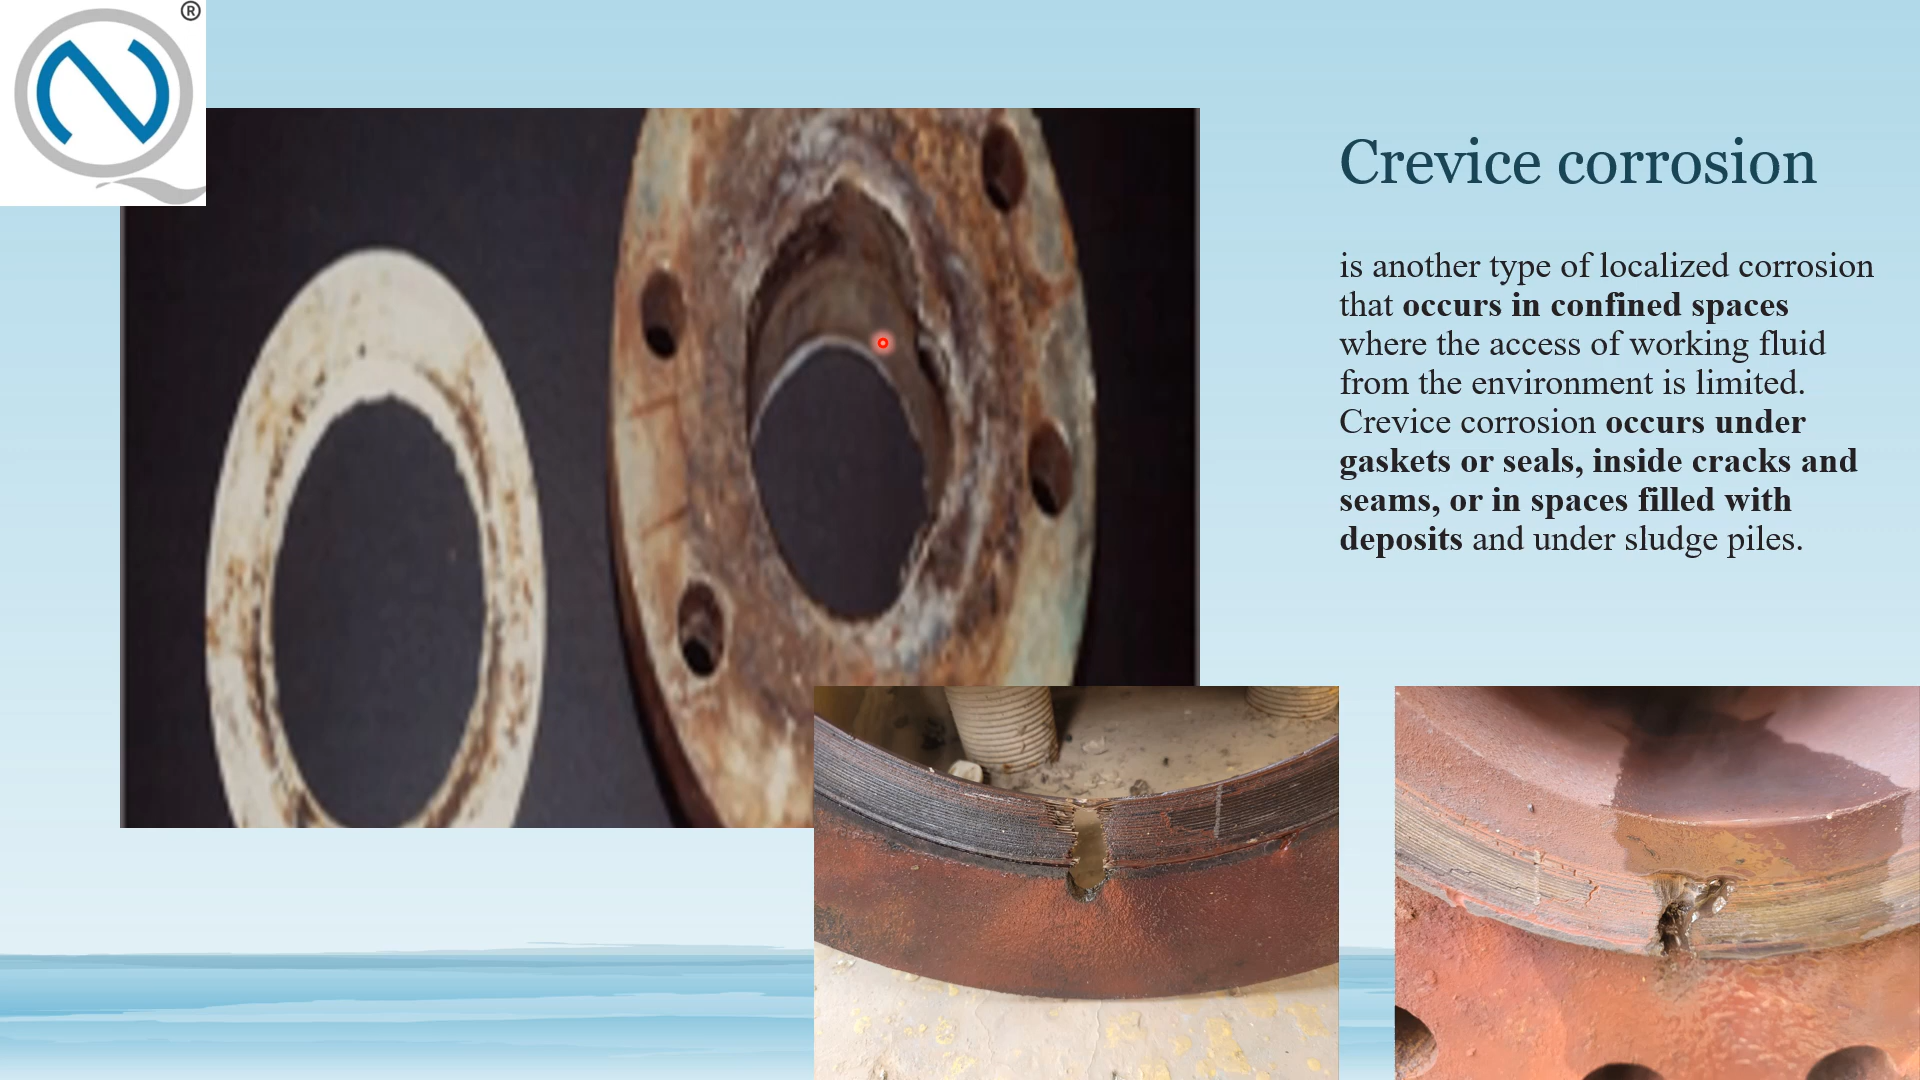 ®
Crevice corrosion
is another type of localized corrosion
that occurs in confined spaces
where the access of working fluid
from the environment is limited.
Crevice corrosion occurs under
gaskets or seals, inside cracks and
seams, or in spaces filled with
deposits and under sludge piles.